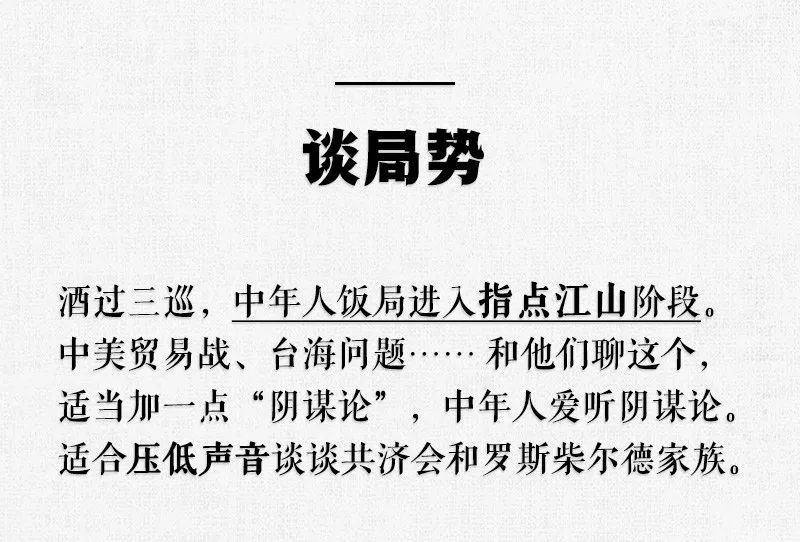 谈局势
酒过三巡，中年人饭局进入指点江山阶段。
中美贸易战、台海问题…… 和他们聊这个，
适当加一点“阴谋论”，中年人爱听阴谋论。
适合压低声音谈谈共济会和罗斯柴尔德家族。